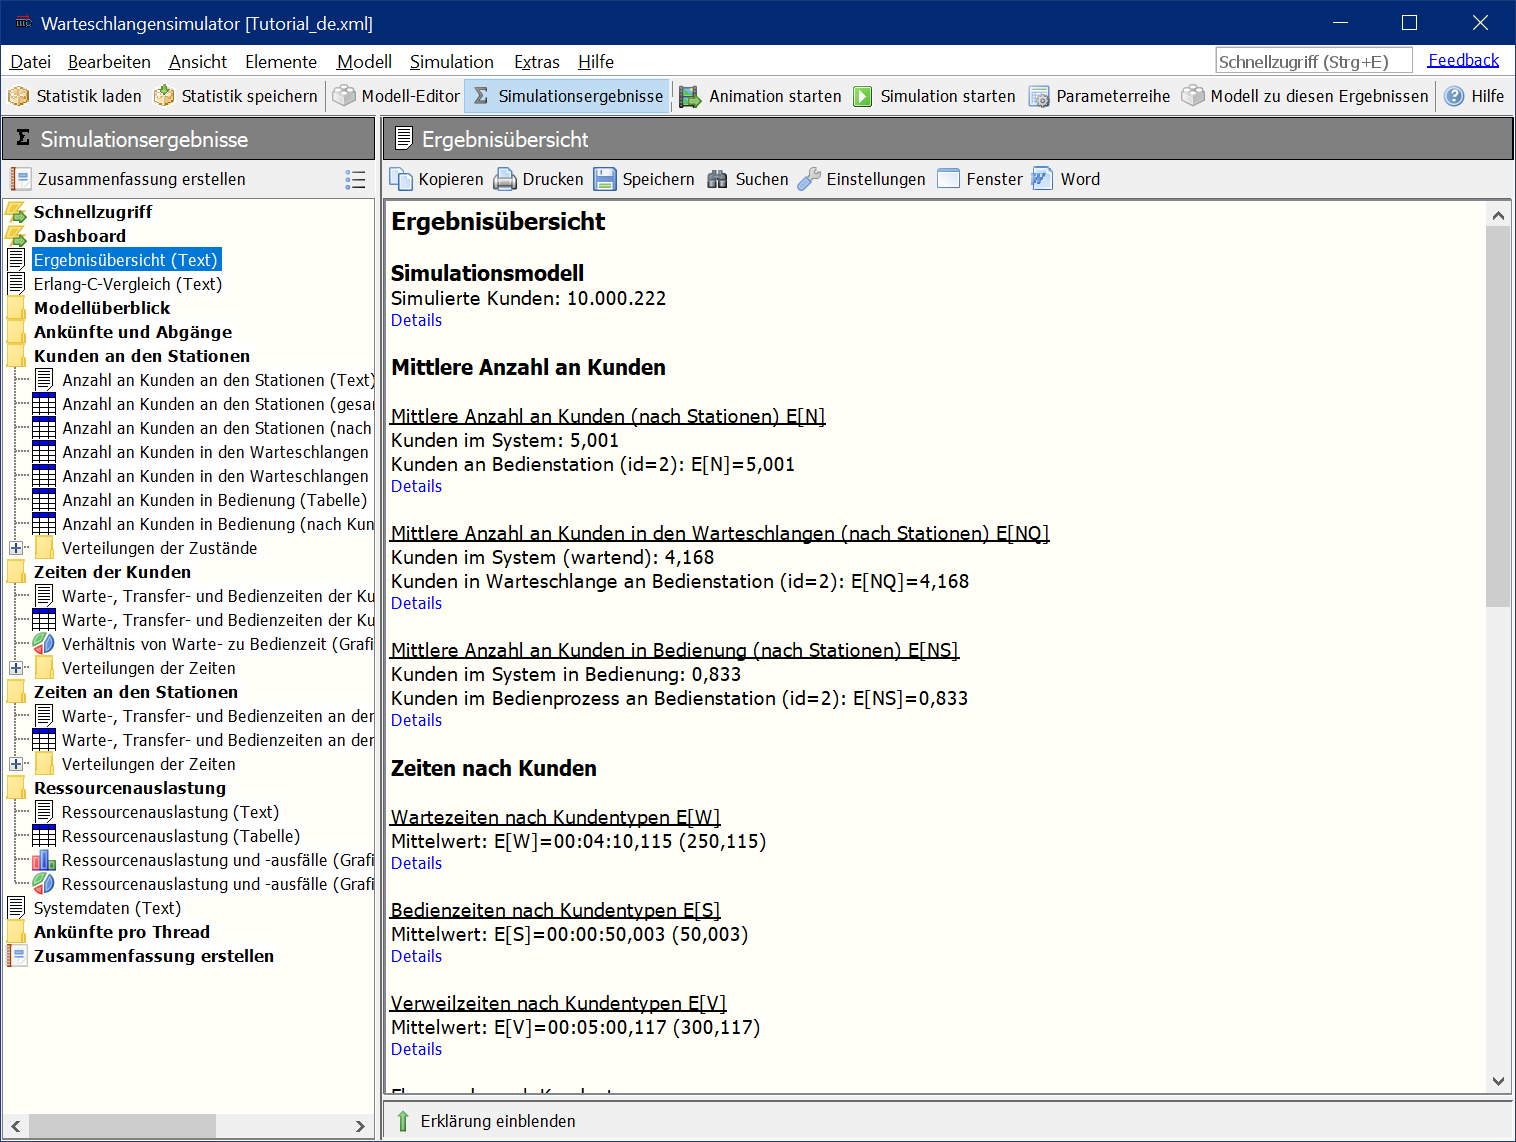 Warteschlangensimulator [Tutorial_de.xml]
Datei Bearbeiten Ansicht Elemente Modell Simulation Extras Hilfe Schnellzugriff (Strg+E) Feedback
Statistik laden Statistik speichern Modell-Editor Σ Simulationsergebnisse Animation starten Simulation starten Parameterreihe Modell zu diesen Ergebnissen Hilfe
Σ Simulationsergebnisse
Zusammenfassung erstellen
Schnellzugriff
Dashboard
Ergebnisübersicht (Text)
Erlang-C-Vergleich (Text)
Modellüberblick
Ankünfte und Abgänge
Kunden an den Stationen
Anzahl an Kunden an den Stationen (Text)
Anzahl an Kunden an den Stationen (gesar
Anzahl an Kunden an den Stationen (nach
Anzahl an Kunden in den Warteschlangen
Anzahl an Kunden in den Warteschlangen
Anzahl an Kunden in Bedienung (Tabelle)
Anzahl an Kunden in Bedienung (nach Kun
Verteilungen der Zustände
Zeiten der Kunden
Warte-, Transfer- und Bedienzeiten der Ku
Warte-, Transfer- und Bedienzeiten der Ku
Verhältnis von Warte- zu Bedienzeit (Grafi
Verteilungen der Zeiten
Zeiten an den Stationen
Warte-, Transfer- und Bedienzeiten an der
Warte-, Transfer- und Bedienzeiten an der
Verteilungen der Zeiten
Ressourcenauslastung
Ressourcenauslastung (Text)
Ressourcenauslastung (Tabelle)
Ressourcenauslastung und -ausfälle (Grafi
Ressourcenauslastung und -ausfälle (Grafi
Systemdaten (Text)
Ankünfte pro Thread
Zusammenfassung erstellen
Ergebnisübersicht
Kopieren Drucken Speichern Suchen Einstellungen Fenster Word
Ergebnisübersicht
Simulationsmodell
Simulierte Kunden: 10.000.222
Details
Mittlere Anzahl an Kunden
Mittlere Anzahl an Kunden (nach Stationen) E[N]
Kunden im System: 5,001
Kunden an Bedienstation (id=2): E[N]=5,001
Details
Mittlere Anzahl an Kunden in den Warteschlangen (nach Stationen) E[NQ]
Kunden im System (wartend): 4,168
Kunden in Warteschlange an Bedienstation (id=2): E[NQ]=4,168
Details
Mittlere Anzahl an Kunden in Bedienung (nach Stationen) E[NS]
Kunden im System in Bedienung: 0,833
Kunden im Bedienprozess an Bedienstation (id=2): E[NS]=0,833
Details
Zeiten nach Kunden
Wartezeiten nach Kundentypen E[W]
Mittelwert: E[W]=00:04:10,115 (250,115)
Details
Bedienzeiten nach Kundentypen E[S]
Mittelwert: E[S]=00:00:50,003 (50,003)
Details
Verweilzeiten nach Kundentypen E[V]
Mittelwert: E[V]=00:05:00,117 (300,117)
Details
Erklärung einblenden